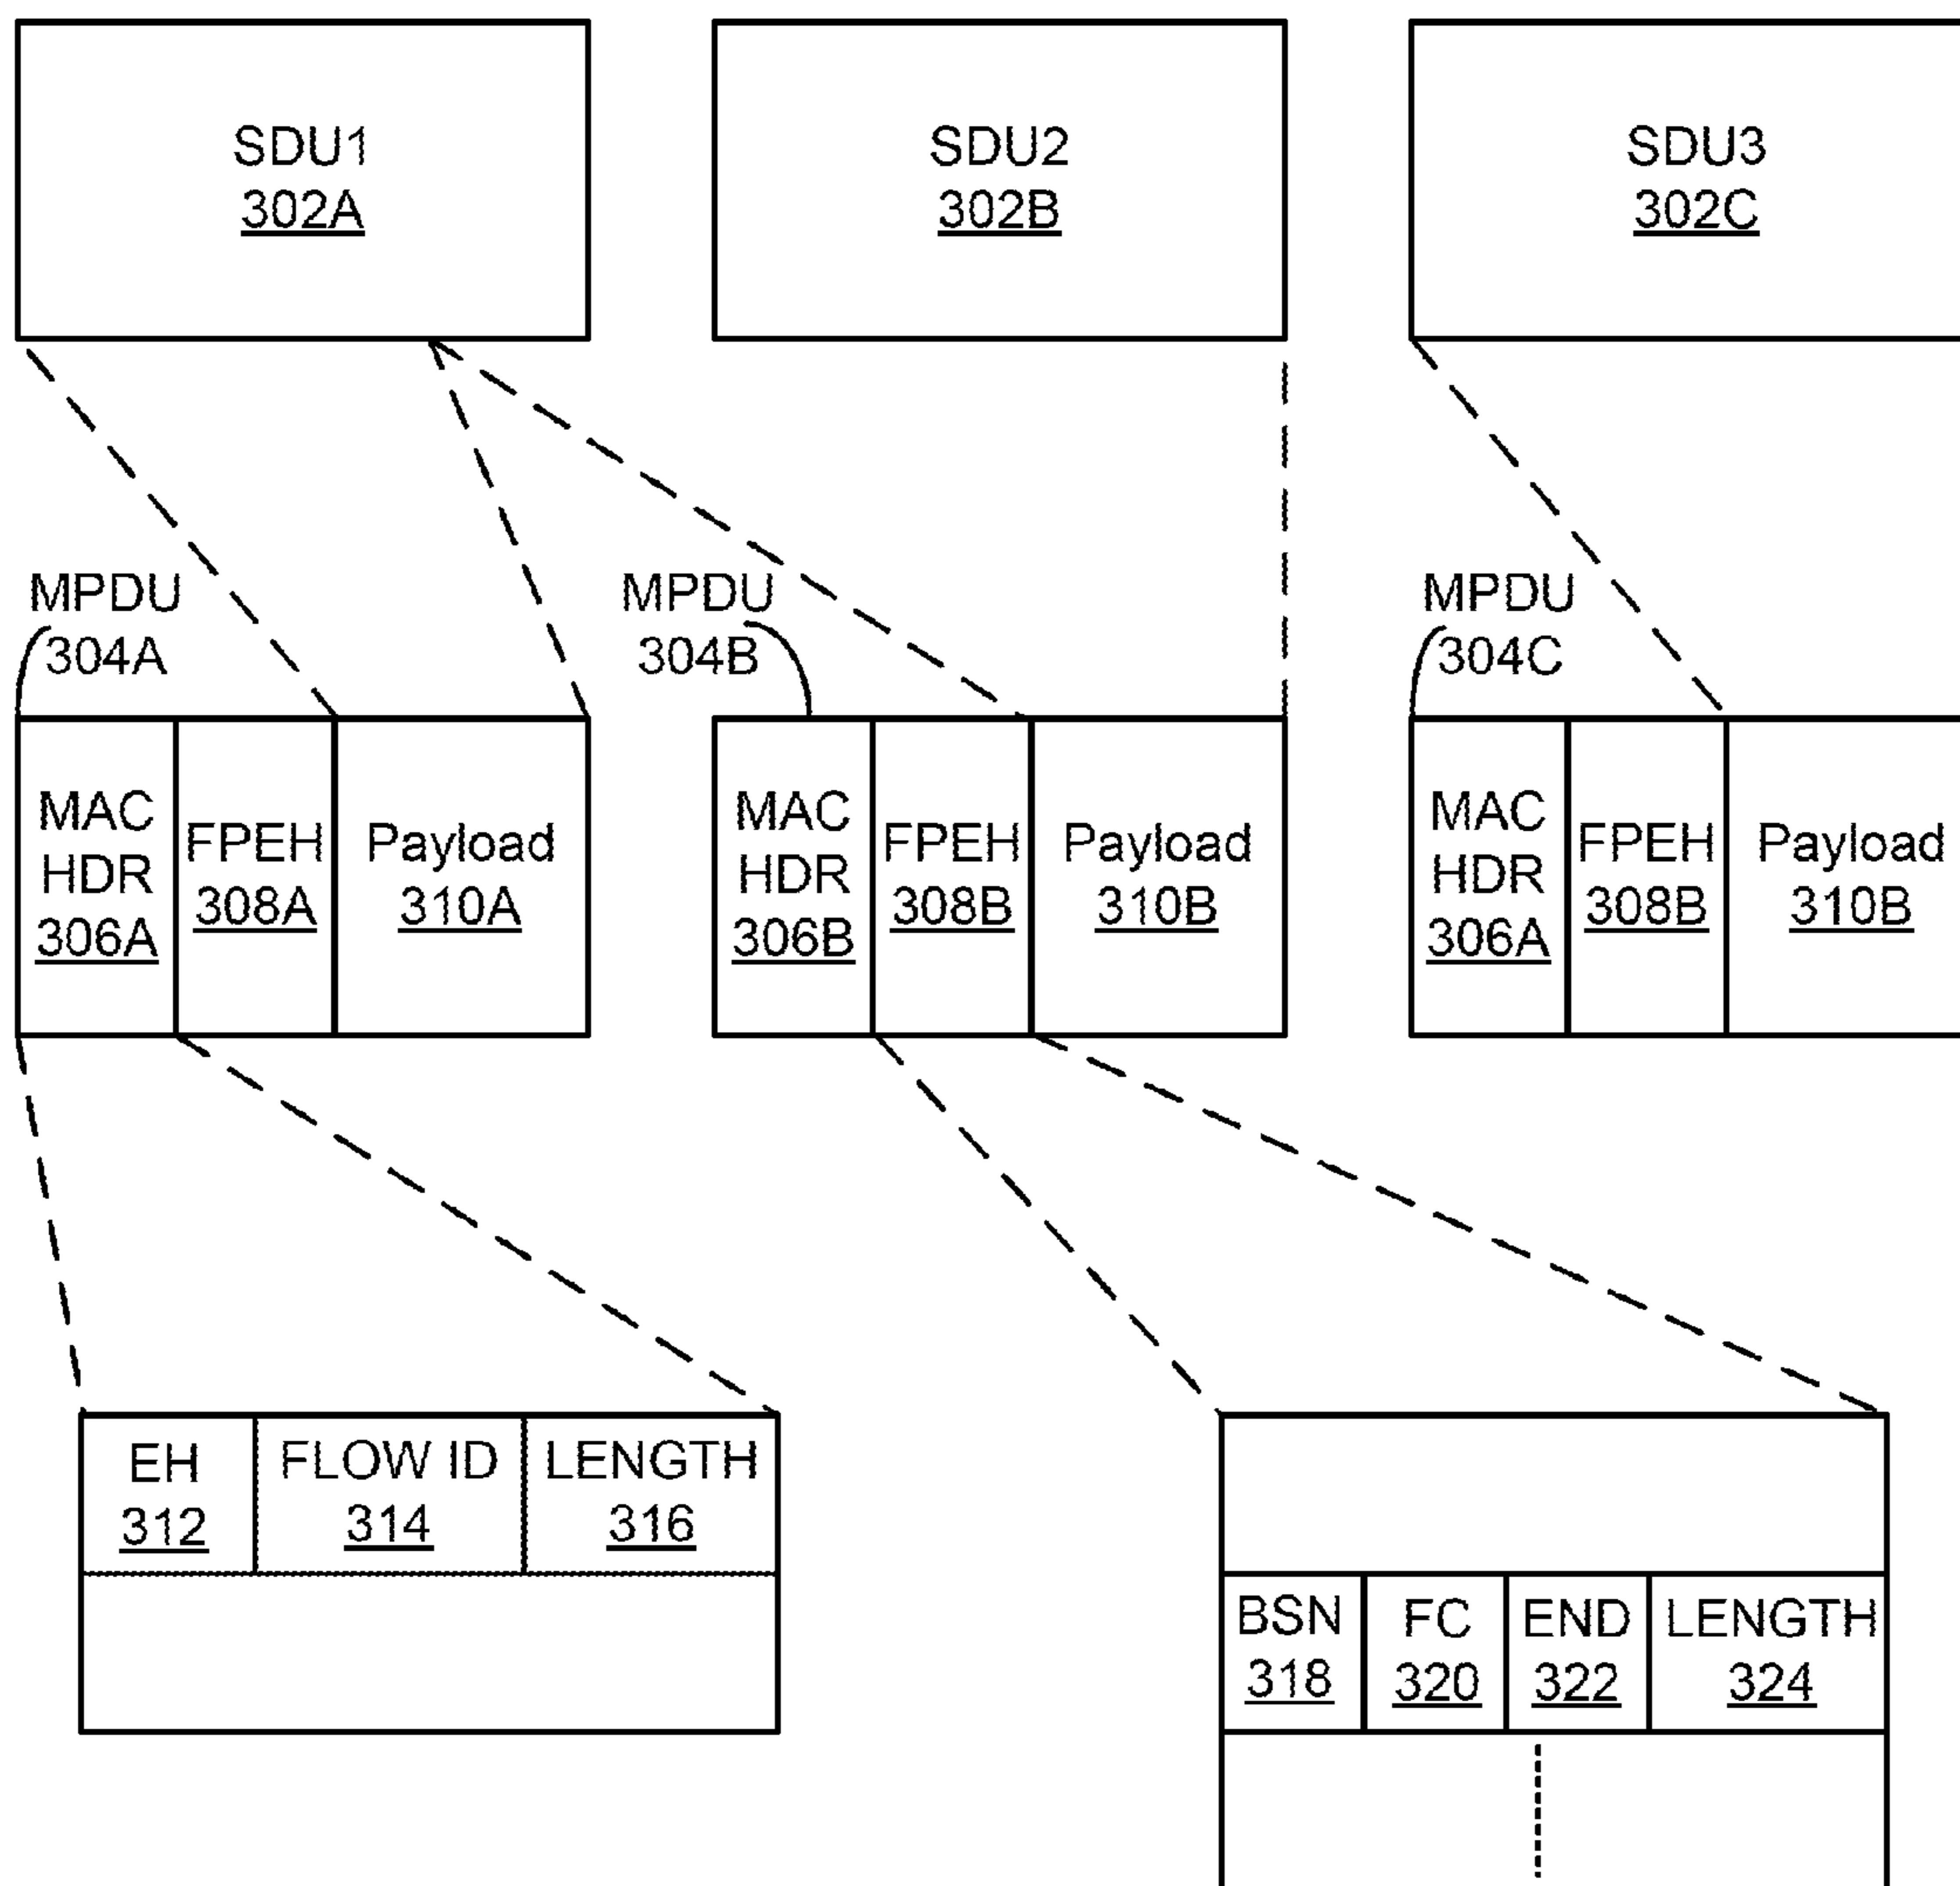 SDU1
302A
SDU2
302B
SDU3
302C
MPDU
304A
MPDU
304B
MPDU
304C
MAC
HDR
306A
FPEH
308A
Payload
310A
MAC
HDR
306B
FPEH
308B
Payload
310B
MAC
HDR
306A
FPEH
308B
Payload
310B
EH
312
FLOW ID
314
LENGTH
316
BSN
318
FC
320
END
322
LENGTH
324